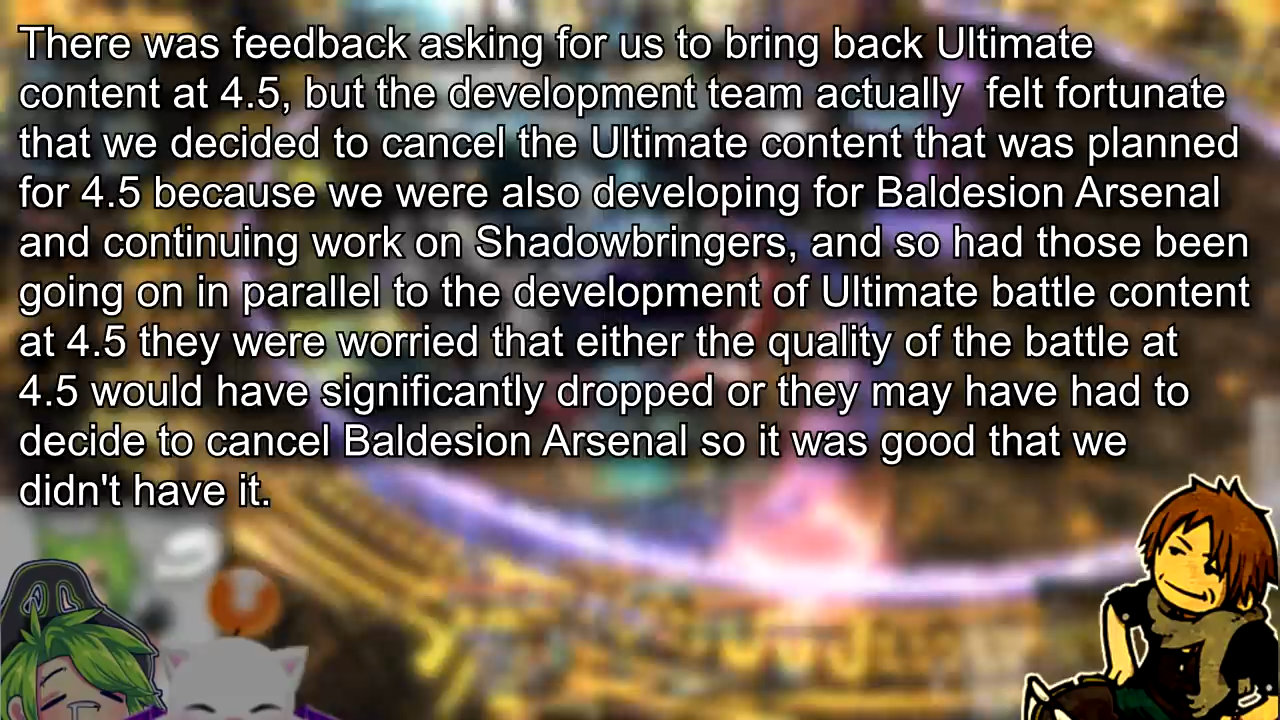 There was feedback asking for us to bring back Ultimate
content at 4.5, but the development team actually  felt fortunate
that we decided to cancel the Ultimate content that was planned
for 4.5 because we were also developing for Baldesion Arsenal
and continuing work on Shadowbringers, and so had those been
going on in parallel to the development of Ultimate battle content
at 4.5 they were worried that either the quality of the battle at
4.5 would have significantly dropped or they may have had to
decide to cancel Baldesion Arsenal so it was good that we
didn't have it.